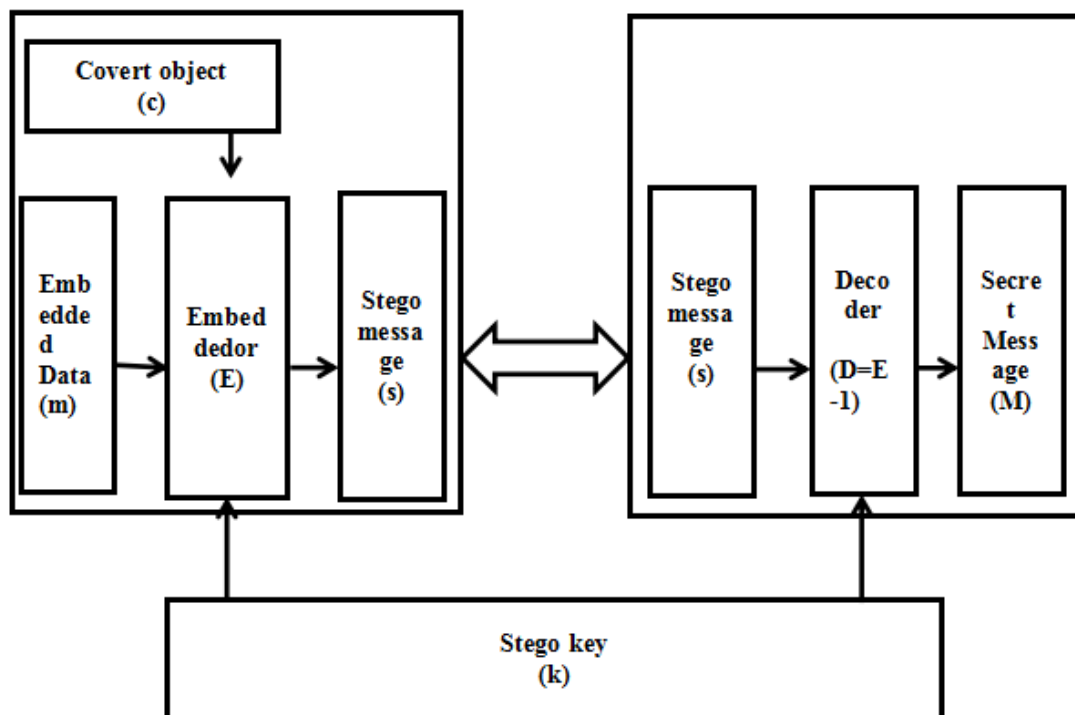 Covert object
(c)
Emb
edde
d
Data
(m)
Embed
dedor
(E)
Stego
messa
ge
(s)
Stego
messa
ge
(s)
Deco
der
(D=E
-1)
Secre
t
Mess
age
(M)
Stego key
(k)